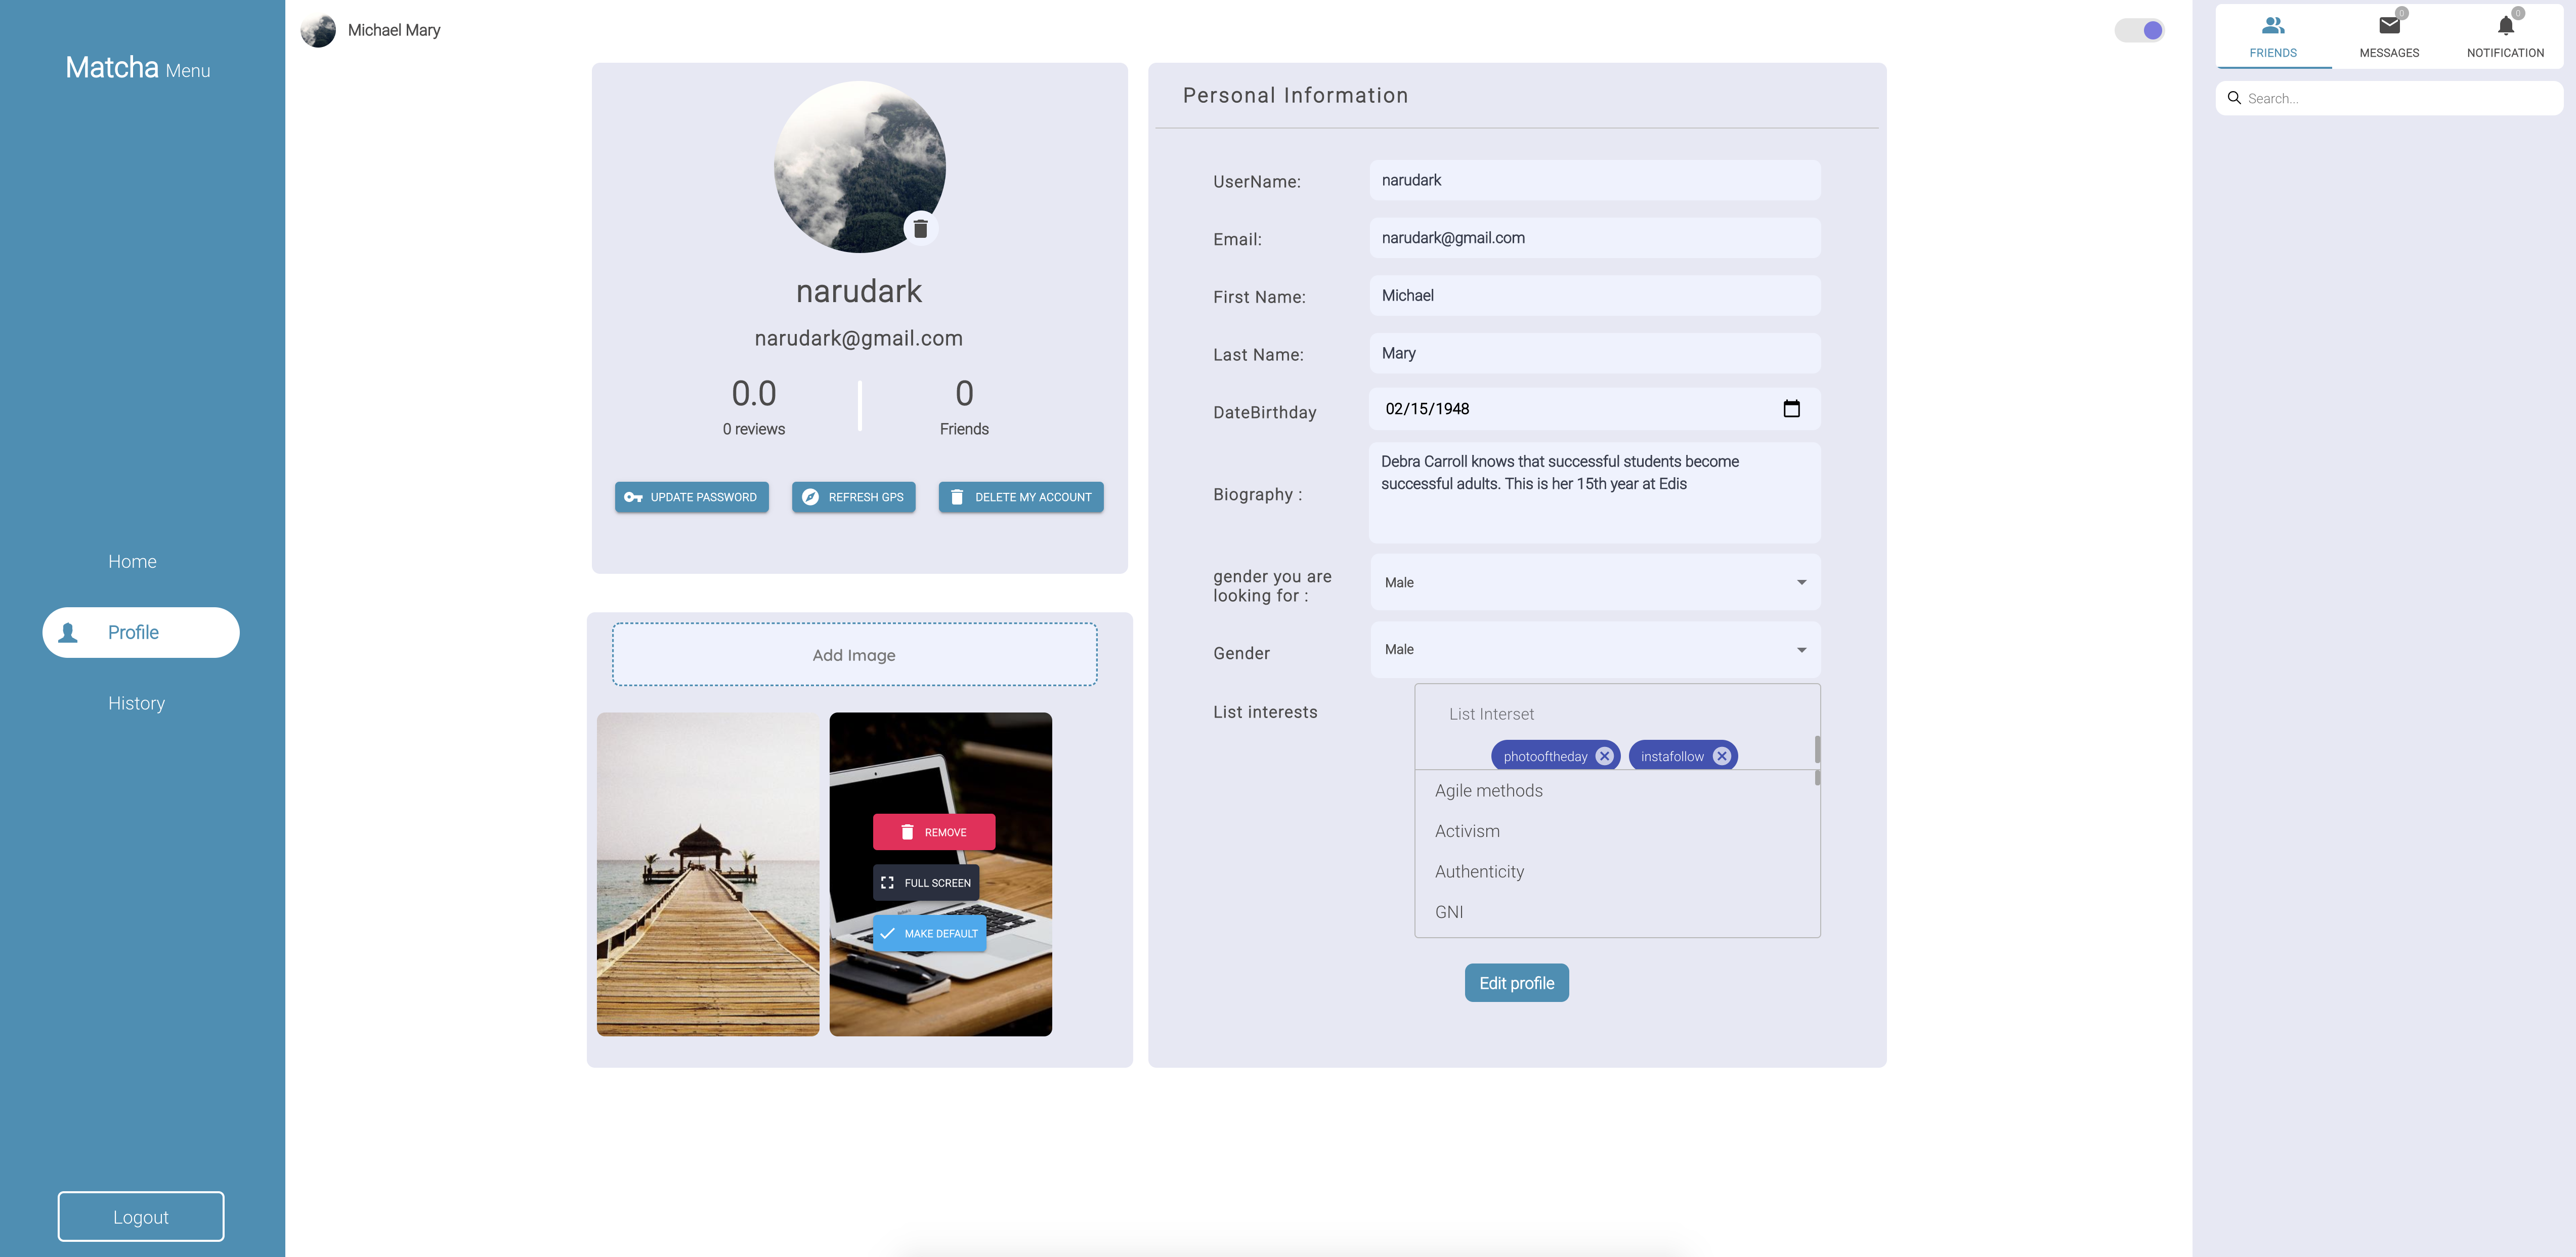 Matcha Menu
Home
Profile
History
Logout
Michael Mary
narudark
narudark@gmail.com
0.0
0 reviews
0
Friends
UPDATE PASSWORD
REFRESH GPS
DELETE MY ACCOUNT
Add Image
REMOVE
FULL SCREEN
MAKE DEFAULT
Personal Information
UserName:
narudark
Email:
narudark@gmail.com
First Name:
Michael
Last Name:
Mary
DateBirthday
02/15/1948
Biography :
Debra Carroll knows that successful students become
successful adults. This is her 15th year at Edis
gender you are
looking for :
Male
Gender
Male
List interests
List Interset
photooftheday
instafollow
Agile methods
Activism
Authenticity
GNI
Edit profile
FRIENDS
0
MESSAGES
0
NOTIFICATION
Search...